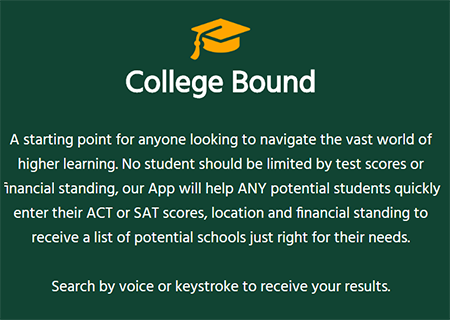 College Bound
A starting point for anyone looking to navigate the vast world of
higher learning. No student should be limited by test scores or
financial standing, our App will help ANY potential students quickly
enter their ACT or SAT scores, location and financial standing to
receive a list of potential schools just right for their needs.
Search by voice or keystroke to receive your results.